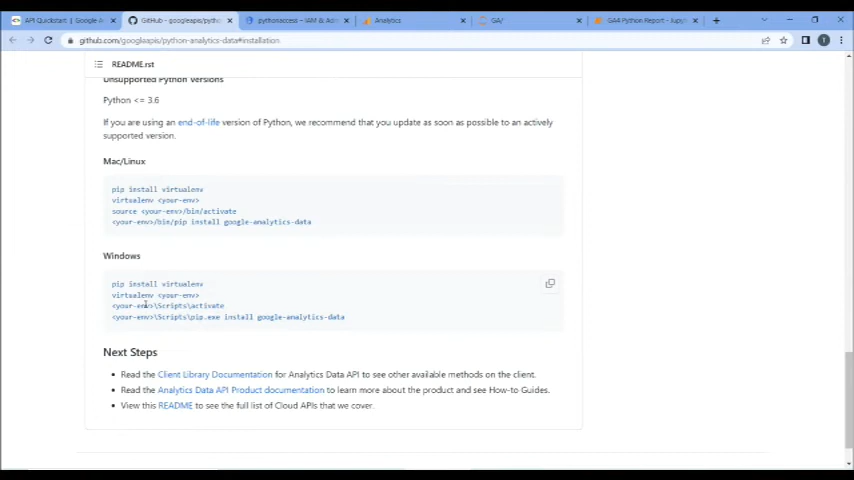 API Quickstart | Google A
GitHub - googleapis/pytho
pythonaccess – IAM & Adm
Analytics
GA/
GA4 Python Report - Jupyt
github.com/googleapis/python-analytics-data#installation
README.rst
Unsupported Python Versions
Python <= 3.6
If you are using an end-of-life version of Python, we recommend that you update as soon as possible to an actively
supported version.
Mac/Linux
pip install virtualenv
virtualenv <your-env>
source <your-env>/bin/activate
<your-env>/bin/pip install google-analytics-data
Windows
pip install virtualenv
virtualenv <your-env>
<your-env>\Scripts\activate
<your-env>\Scripts\pip.exe install google-analytics-data
Next Steps
• Read the Client Library Documentation for Analytics Data API to see other available methods on the client.
• Read the Analytics Data API Product documentation to learn more about the product and see How-to Guides.
• View this README to see the full list of Cloud APIs that we cover.